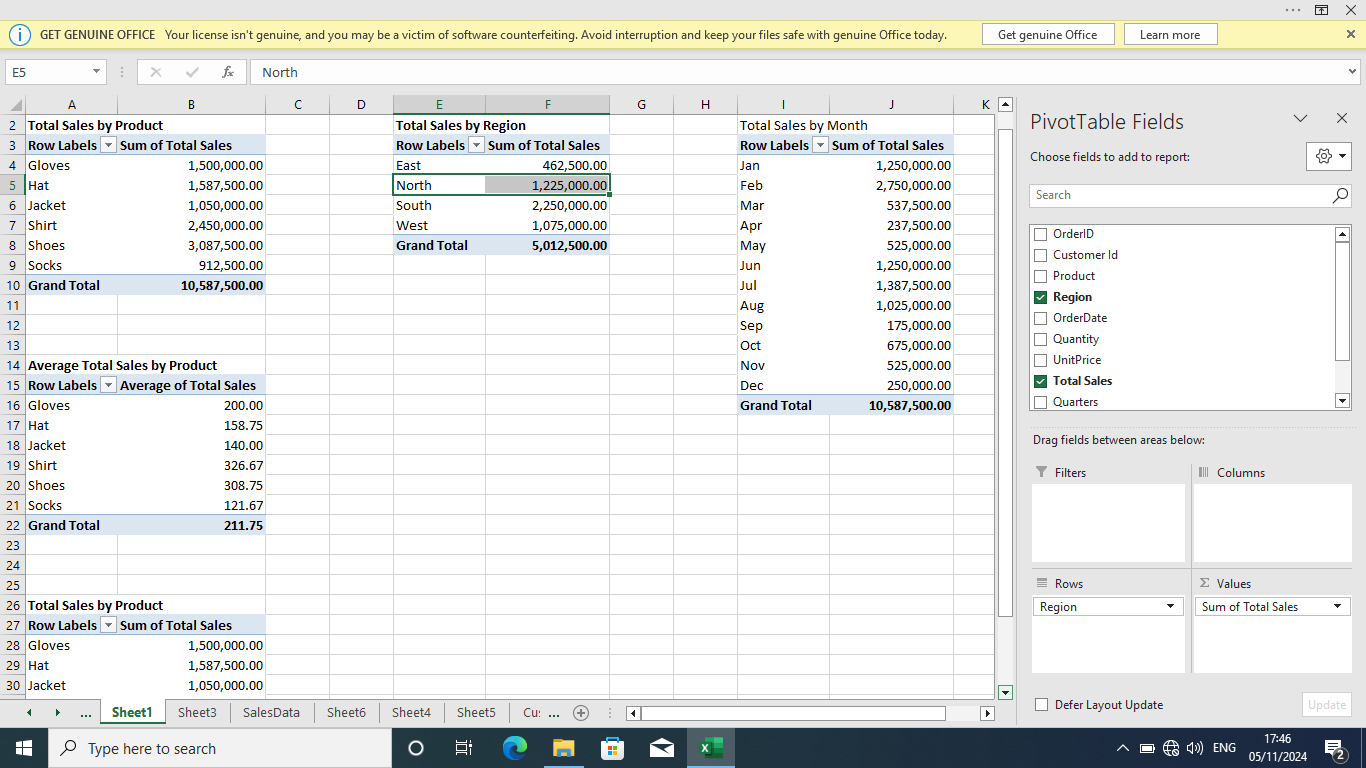 GET GENUINE OFFICE Your license isn't genuine, and you may be a victim of software counterfeiting. Avoid interruption and keep your files safe with genuine Office today. Get genuine Office Learn more
E5 fx North
A B C D E F G H I J K
2 Total Sales by Product Total Sales by Region Total Sales by Month
3 Row Labels Sum of Total Sales Row Labels Sum of Total Sales Row Labels Sum of Total Sales
4 Gloves 1,500,000.00 East 462,500.00 Jan 1,250,000.00
5 Hat 1,587,500.00 North 1,225,000.00 Feb 2,750,000.00
6 Jacket 1,050,000.00 South 2,250,000.00 Mar 537,500.00
7 Shirt 2,450,000.00 West 1,075,000.00 Apr 237,500.00
8 Shoes 3,087,500.00 Grand Total 5,012,500.00 May 525,000.00
9 Socks 912,500.00 Jun 1,250,000.00
10 Grand Total 10,587,500.00 Jul 1,387,500.00
11 Aug 1,025,000.00
12 Sep 175,000.00
13 Oct 675,000.00
14 Average Total Sales by Product Nov 525,000.00
15 Row Labels Average of Total Sales Dec 250,000.00
16 Gloves 200.00 Grand Total 10,587,500.00
17 Hat 158.75
18 Jacket 140.00
19 Shirt 326.67
20 Shoes 308.75
21 Socks 121.67
22 Grand Total 211.75
23
24
25
26 Total Sales by Product
27 Row Labels Sum of Total Sales
28 Gloves 1,500,000.00
29 Hat 1,587,500.00
30 Jacket 1,050,000.00
... Sheet1 Sheet3 SalesData Sheet6 Sheet4 Sheet5 Cu: ...
PivotTable Fields
Choose fields to add to report:
Search
OrderID
Customer Id
Product
Region
OrderDate
Quantity
UnitPrice
Total Sales
Quarters
Drag fields between areas below:
Filters Columns
Rows Σ Values
Region Sum of Total Sales
Defer Layout Update Update
Type here to search
ENG
17:46
05/11/2024
2